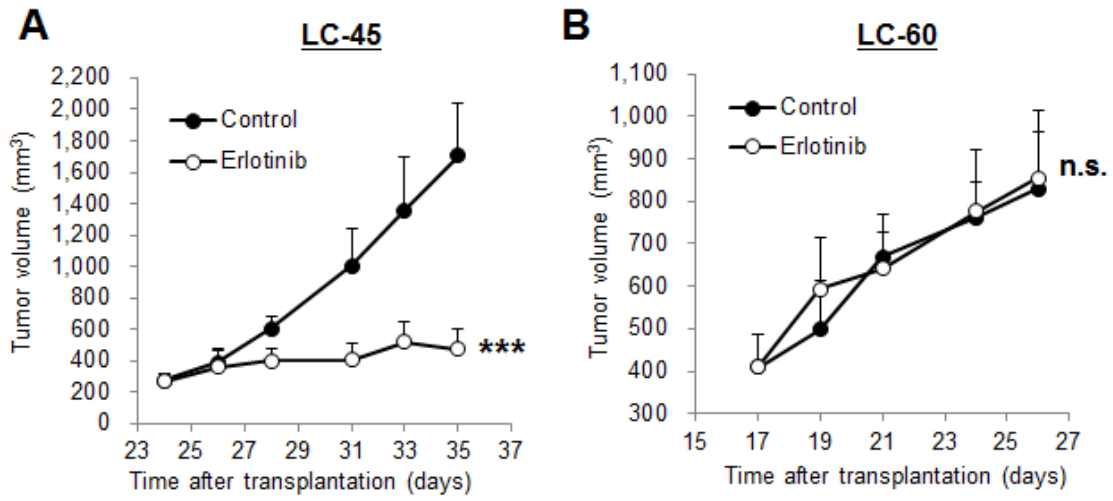 A
LC-45
Tumor volume (mm³)
2,200
2,000
1,800
1,600
1,400
1,200
1,000
800
600
400
200
0
Control
Erlotinib
***
23 25 27 29 31 33 35 37
Time after transplantation (days)
B
LC-60
Tumor volume (mm³)
1,100
1,000
900
800
700
600
500
400
300
Control
Erlotinib
n.s.
15 17 19 21 23 25 27
Time after transplantation (days)